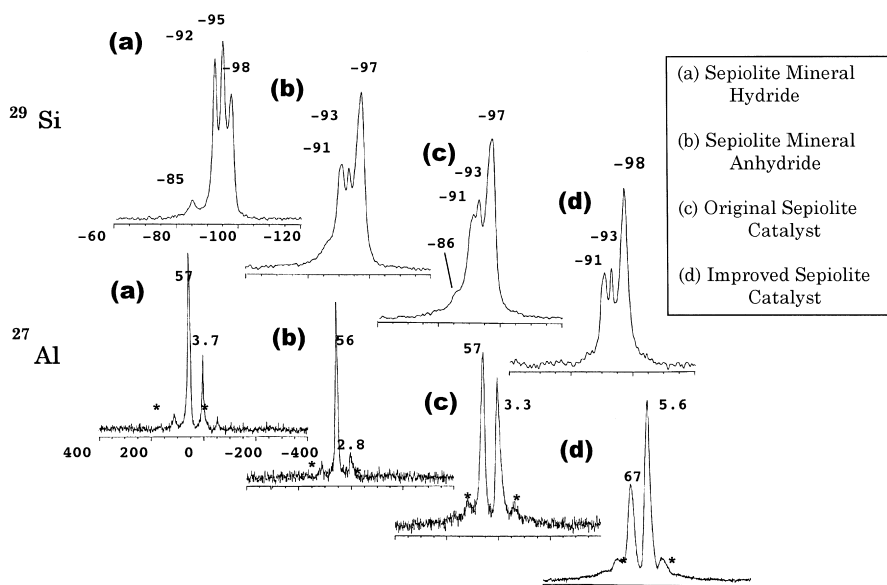 -95
(a)
-92
-98
-85
29 Si
-60 -80 -100 -120
(b)
-97
-93
-91
(c)
-97
-93
-91
-86
(d)
-98
-93
-91
(a) Sepiolite Mineral
Hydride
(b) Sepiolite Mineral
Anhydride
(c) Original Sepiolite
Catalyst
(d) Improved Sepiolite
Catalyst
27 Al
(a)
57
3.7
* *
400 200 0 -200 -400
(b)
56
2.8
*
(c)
57
3.3
* *
(d)
67
5.6
* *